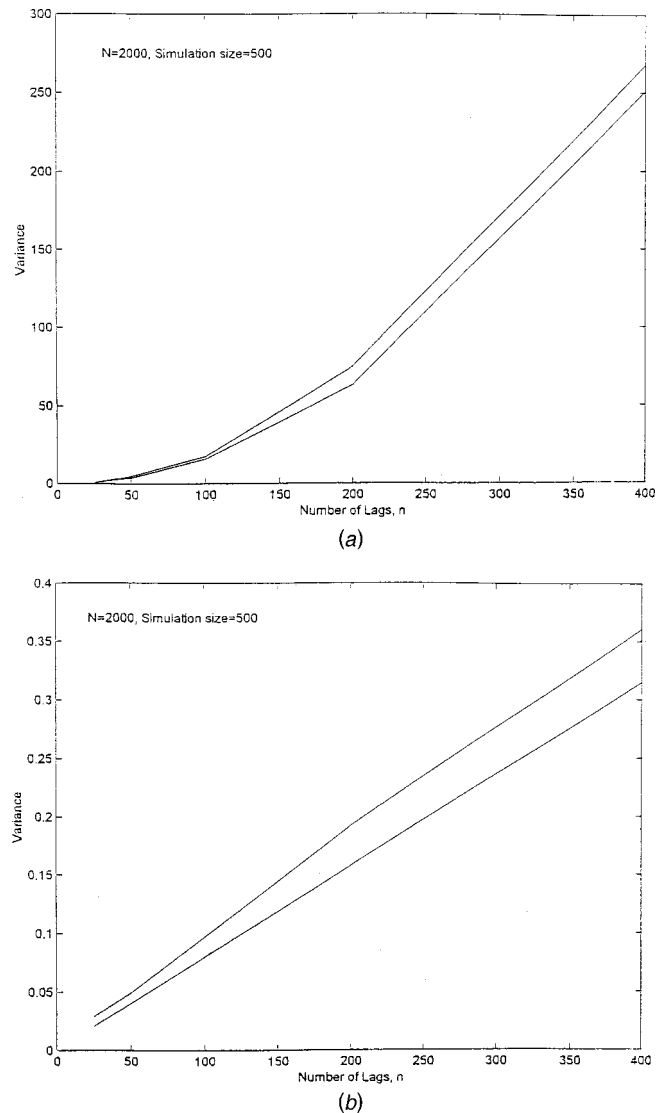 300
250
200
150
100
50
0
Variance
N=2000, Simulation size=500
0 50 100 150 200 250 300 350 400
Number of Lags, n
(a)
0.4
0.35
0.3
0.25
0.2
0.15
0.1
0.05
0
Variance
N=2000, Simulation size=500
0 50 100 150 200 250 300 350 400
Number of Lags, n
(b)